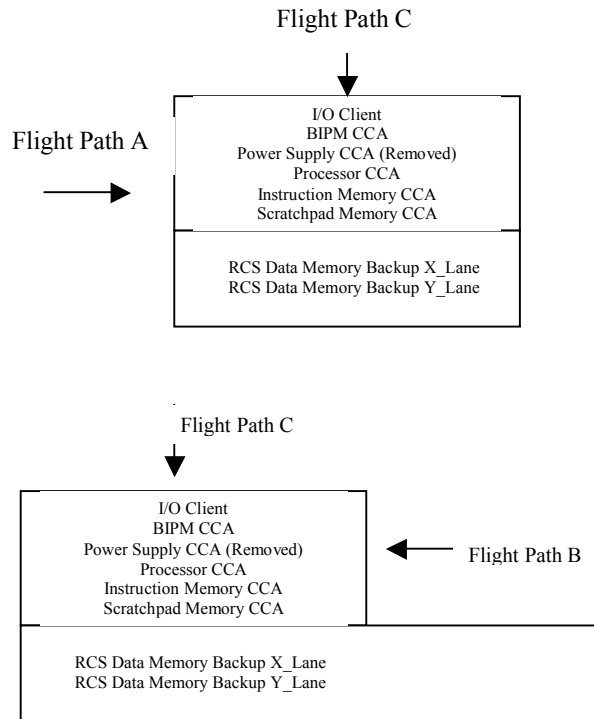 Flight Path C
Flight Path A
I/O Client
BIPM CCA
Power Supply CCA (Removed)
Processor CCA
Instruction Memory CCA
Scratchpad Memory CCA
RCS Data Memory Backup X_Lane
RCS Data Memory Backup Y_Lane
Flight Path C
I/O Client
BIPM CCA
Power Supply CCA (Removed)
Processor CCA
Instruction Memory CCA
Scratchpad Memory CCA
Flight Path B
RCS Data Memory Backup X_Lane
RCS Data Memory Backup Y_Lane